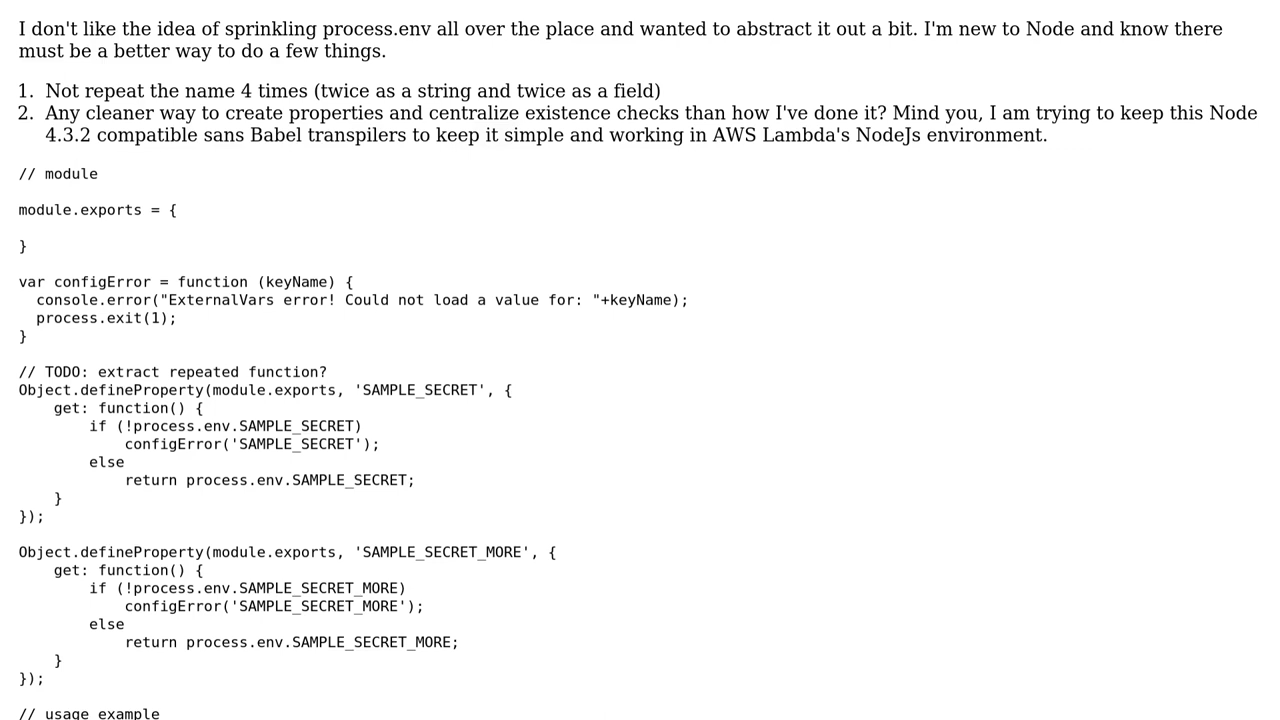 I don't like the idea of sprinkling process.env all over the place and wanted to abstract it out a bit. I'm new to Node and know there
must be a better way to do a few things.
1. Not repeat the name 4 times (twice as a string and twice as a field)
2. Any cleaner way to create properties and centralize existence checks than how I've done it? Mind you, I am trying to keep this Node
4.3.2 compatible sans Babel transpilers to keep it simple and working in AWS Lambda's NodeJs environment.
// module
module.exports = {
}
var configError = function (keyName) {
  console.error("ExternalVars error! Could not load a value for: "+keyName);
  process.exit(1);
}
// TODO: extract repeated function?
Object.defineProperty(module.exports, 'SAMPLE_SECRET', {
    get: function() {
        if (!process.env.SAMPLE_SECRET)
            configError('SAMPLE_SECRET');
        else
            return process.env.SAMPLE_SECRET;
    }
});
Object.defineProperty(module.exports, 'SAMPLE_SECRET_MORE', {
    get: function() {
        if (!process.env.SAMPLE_SECRET_MORE)
            configError('SAMPLE_SECRET_MORE');
        else
            return process.env.SAMPLE_SECRET_MORE;
    }
});
// usage example